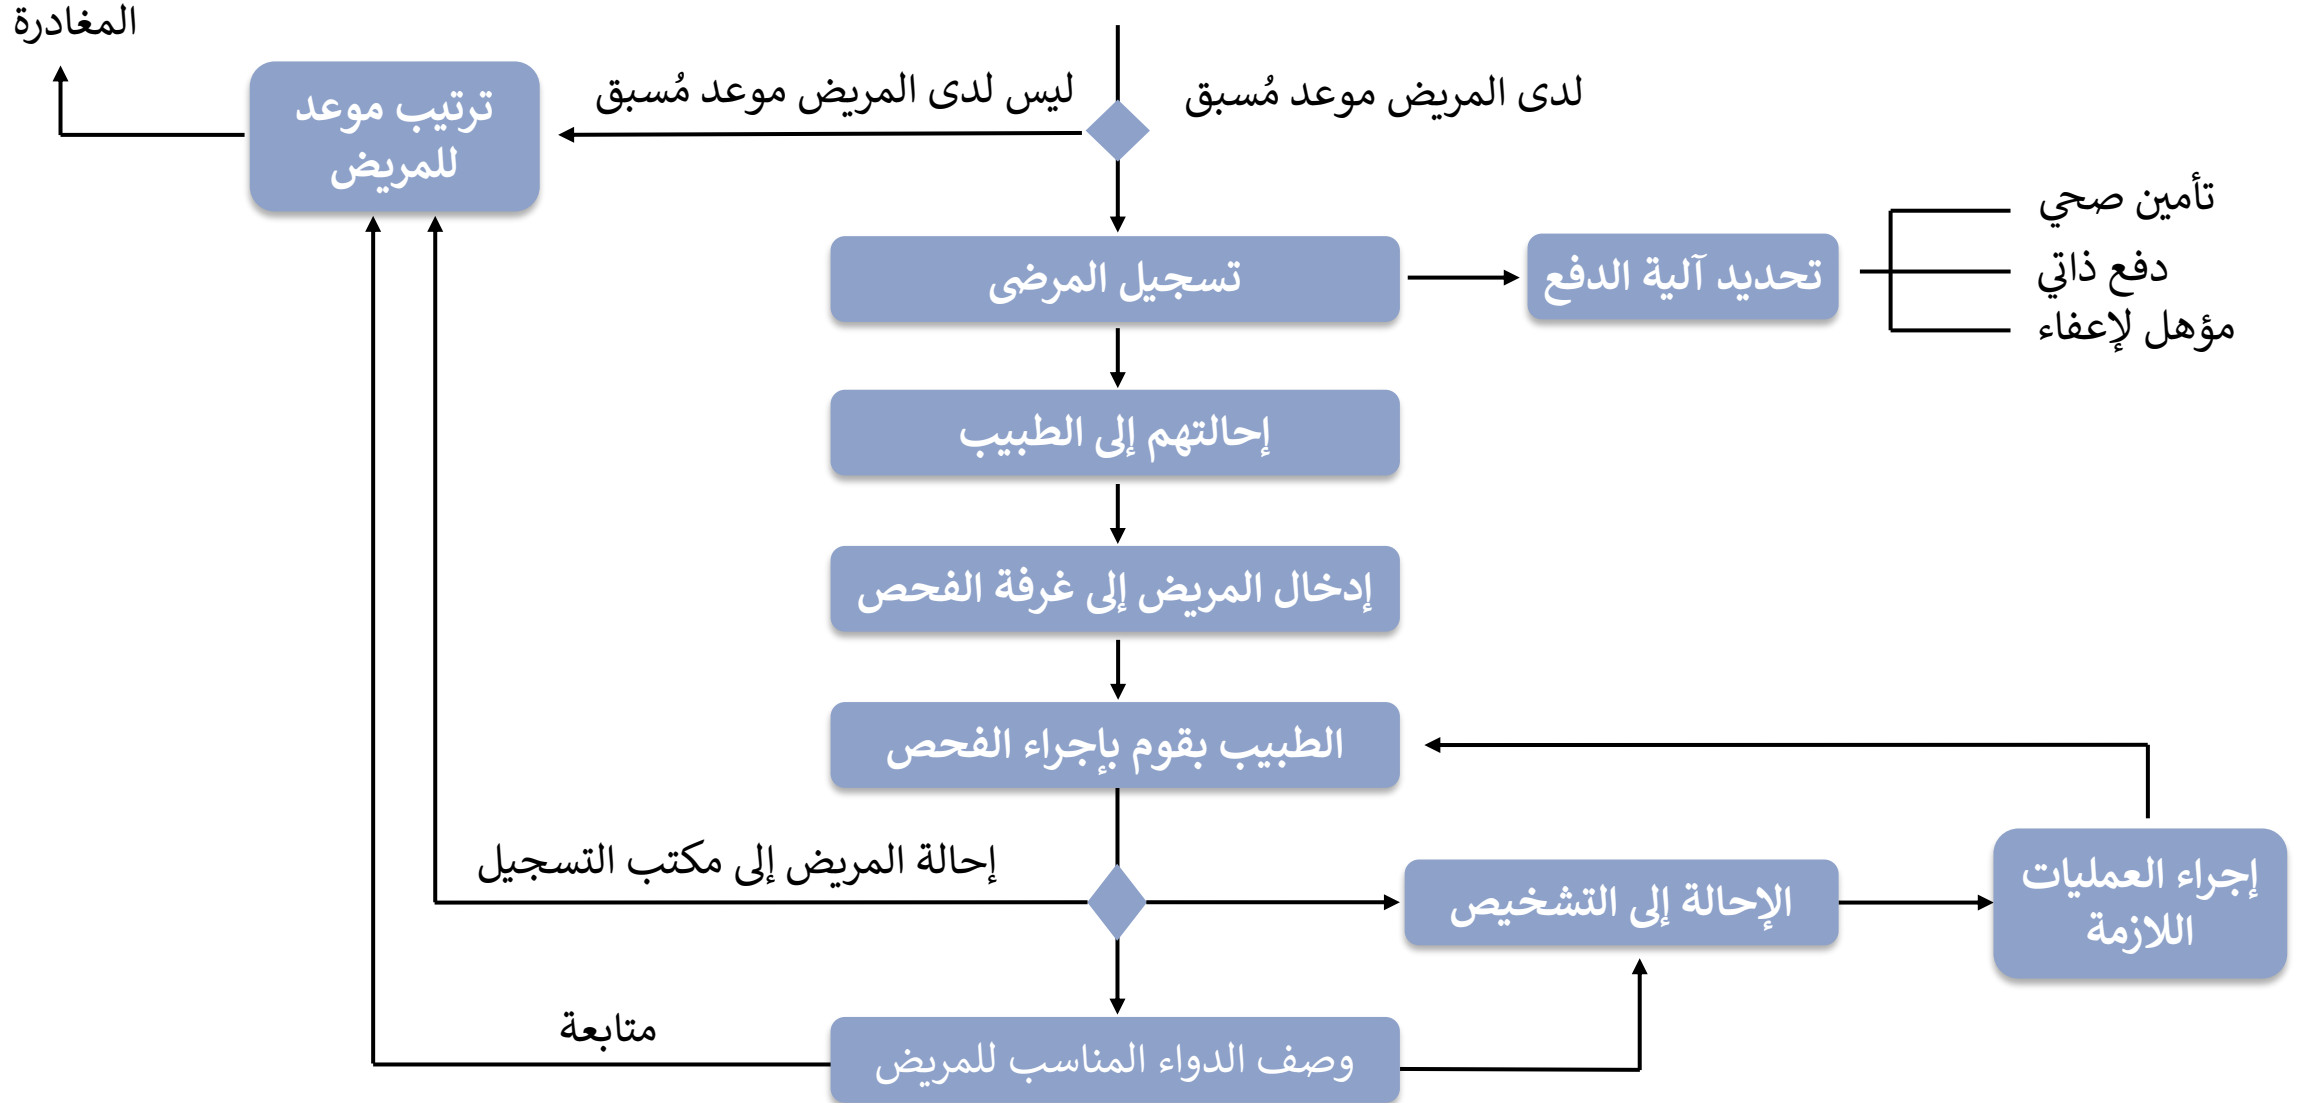 المغادرة
لدى المريض موعد مُسبق
ليس لدى المريض موعد مُسبق
ترتيب موعد
للمريض
تسجيل المرضى
تحديد آلية الدفع
تأمين صحي
دفع ذاتي
مؤهل لإعفاء
إحالتهم إلى الطبيب
إدخال المريض إلى غرفة الفحص
الطبيب بقوم بإجراء الفحص
إحالة المريض إلى مكتب التسجيل
الإحالة إلى التشخيص
إجراء العمليات
اللازمة
متابعة
وصف الدواء المناسب للمريض